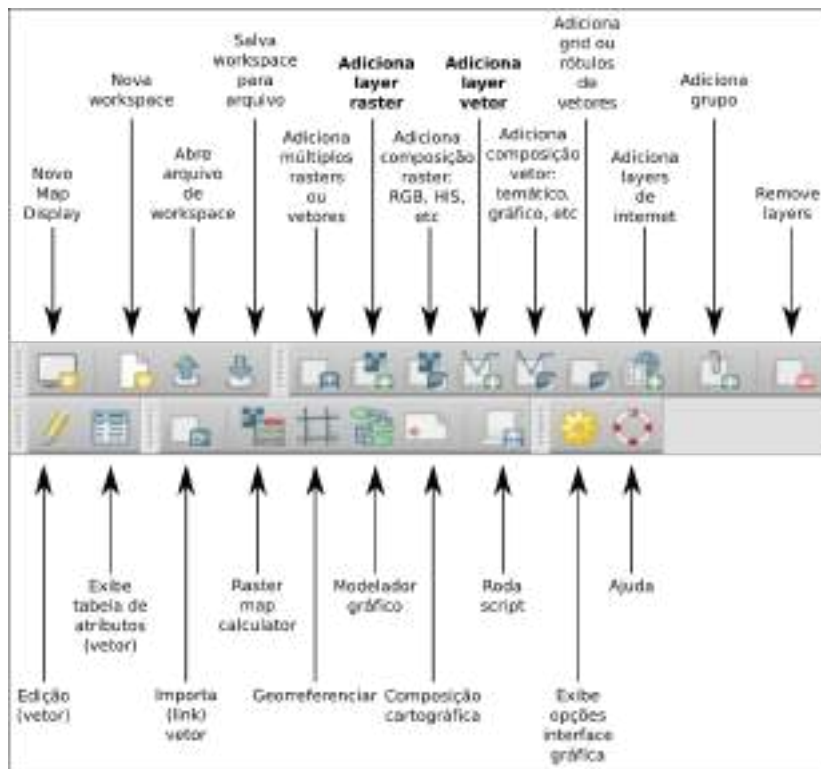 Novo
Map
Display
Nova
workspace
Abre
arquivo
de
workspace
Salva
workspace
para
arquivo
Adiciona
múltiplos
rasters
ou
vetores
Adiciona
layer
raster
Adiciona
composição
raster:
RGB, HIS,
etc
Adiciona
layer
vetor
Adiciona
composição
vetor:
temático,
gráfico, etc
Adiciona
grid ou
rótulos
de
vetores
Adiciona
layers
de
internet
Adiciona
grupo
Remove
layers
Edição
(vetor)
Exibe
tabela de
atributos
(vetor)
Importa
(link)
vetor
Raster
map
calculator
Georreferenciar
Modelador
gráfico
Composição
cartográfica
Roda
script
Exibe
opções
interface
gráfica
Ajuda